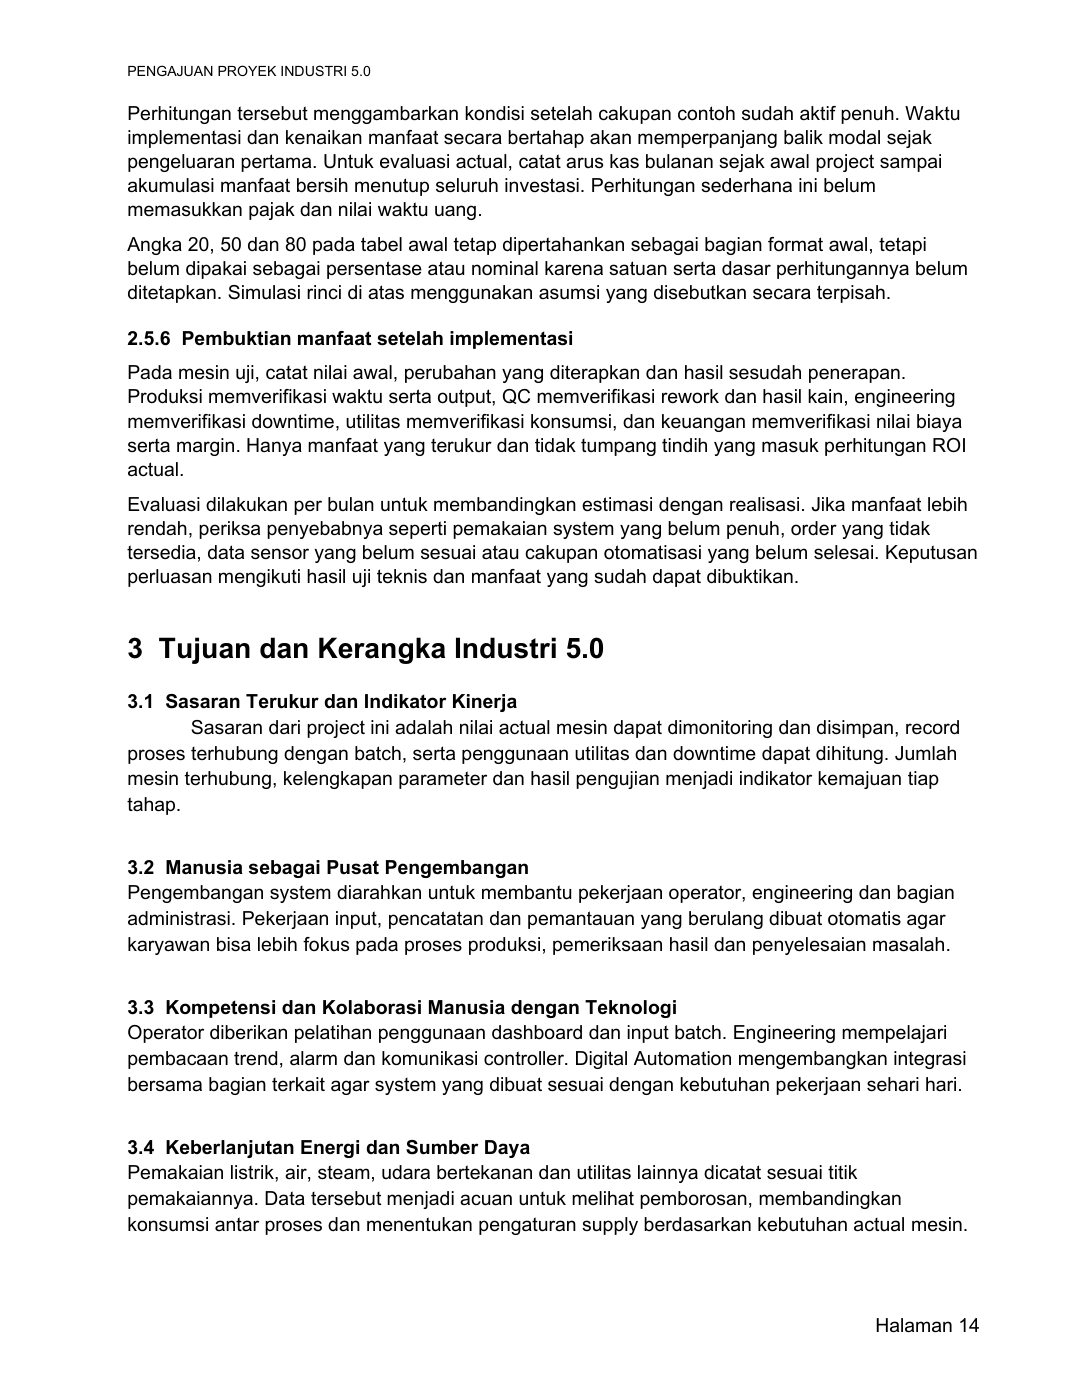 PENGAJUAN PROYEK INDUSTRI 5.0
Perhitungan tersebut menggambarkan kondisi setelah cakupan contoh sudah aktif penuh. Waktu
implementasi dan kenaikan manfaat secara bertahap akan memperpanjang balik modal sejak
pengeluaran pertama. Untuk evaluasi actual, catat arus kas bulanan sejak awal project sampai
akumulasi manfaat bersih menutup seluruh investasi. Perhitungan sederhana ini belum
memasukkan pajak dan nilai waktu uang.
Angka 20, 50 dan 80 pada tabel awal tetap dipertahankan sebagai bagian format awal, tetapi
belum dipakai sebagai persentase atau nominal karena satuan serta dasar perhitungannya belum
ditetapkan. Simulasi rinci di atas menggunakan asumsi yang disebutkan secara terpisah.
2.5.6 Pembuktian manfaat setelah implementasi
Pada mesin uji, catat nilai awal, perubahan yang diterapkan dan hasil sesudah penerapan.
Produksi memverifikasi waktu serta output, QC memverifikasi rework dan hasil kain, engineering
memverifikasi downtime, utilitas memverifikasi konsumsi, dan keuangan memverifikasi nilai biaya
serta margin. Hanya manfaat yang terukur dan tidak tumpang tindih yang masuk perhitungan ROI
actual.
Evaluasi dilakukan per bulan untuk membandingkan estimasi dengan realisasi. Jika manfaat lebih
rendah, periksa penyebabnya seperti pemakaian system yang belum penuh, order yang tidak
tersedia, data sensor yang belum sesuai atau cakupan otomatisasi yang belum selesai. Keputusan
perluasan mengikuti hasil uji teknis dan manfaat yang sudah dapat dibuktikan.
3 Tujuan dan Kerangka Industri 5.0
3.1 Sasaran Terukur dan Indikator Kinerja
Sasaran dari project ini adalah nilai actual mesin dapat dimonitoring dan disimpan, record
proses terhubung dengan batch, serta penggunaan utilitas dan downtime dapat dihitung. Jumlah
mesin terhubung, kelengkapan parameter dan hasil pengujian menjadi indikator kemajuan tiap
tahap.
3.2 Manusia sebagai Pusat Pengembangan
Pengembangan system diarahkan untuk membantu pekerjaan operator, engineering dan bagian
administrasi. Pekerjaan input, pencatatan dan pemantauan yang berulang dibuat otomatis agar
karyawan bisa lebih fokus pada proses produksi, pemeriksaan hasil dan penyelesaian masalah.
3.3 Kompetensi dan Kolaborasi Manusia dengan Teknologi
Operator diberikan pelatihan penggunaan dashboard dan input batch. Engineering mempelajari
pembacaan trend, alarm dan komunikasi controller. Digital Automation mengembangkan integrasi
bersama bagian terkait agar system yang dibuat sesuai dengan kebutuhan pekerjaan sehari hari.
3.4 Keberlanjutan Energi dan Sumber Daya
Pemakaian listrik, air, steam, udara bertekanan dan utilitas lainnya dicatat sesuai titik
pemakaiannya. Data tersebut menjadi acuan untuk melihat pemborosan, membandingkan
konsumsi antar proses dan menentukan pengaturan supply berdasarkan kebutuhan actual mesin.
Halaman 14